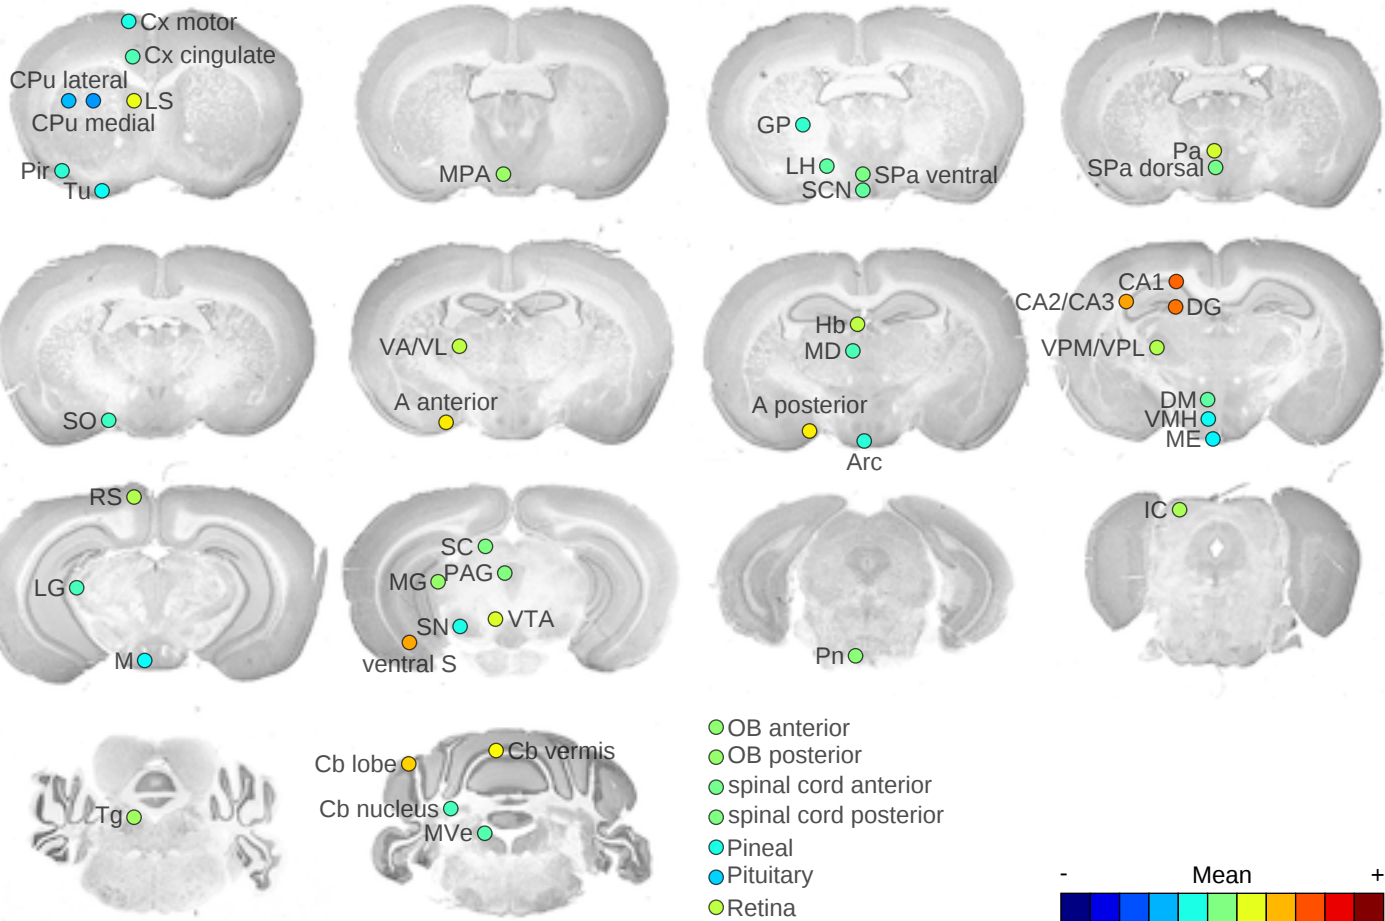 Cx motor
Cx cingulate
CPu lateral
LS
CPu medial
Pir
Tu
MPA
GP
LH
SPa ventral
SCN
Pa
SPa dorsal
SO
VA/VL
A anterior
Hb
MD
A posterior
Arc
CA1
CA2/CA3
DG
VPM/VPL
DM
VMH
ME
RS
LG
M
SC
MG
PAG
SN
VTA
ventral S
Pn
IC
Tg
Cb lobe
Cb vermis
Cb nucleus
MVe
OB anterior
OB posterior
spinal cord anterior
spinal cord posterior
Pineal
Pituitary
Retina
- Mean +